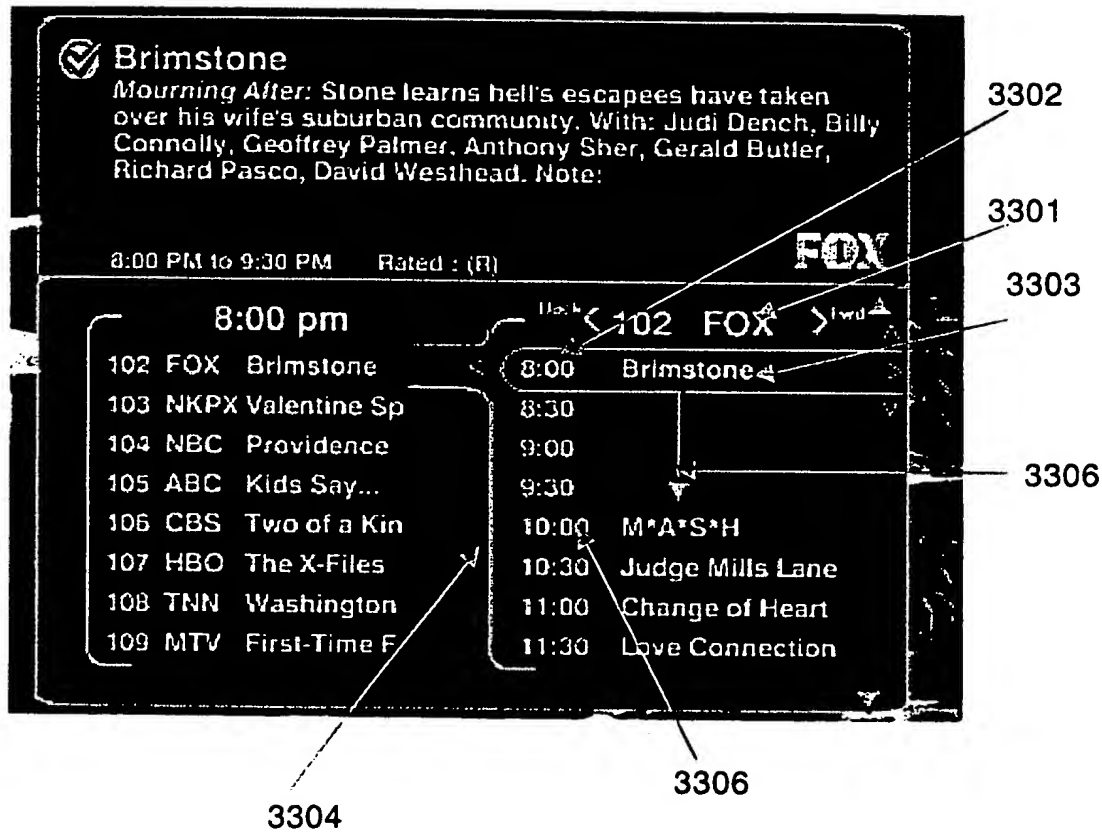 Brimstone
Mourning After: Stone learns hell's escapees have taken
over his wife's suburban community. With: Judi Dench, Billy
Connolly, Geoffrey Palmer, Anthony Sher, Gerald Butler,
Richard Pasco, David Westhead. Note:
8:00 PM to 9:30 PM Rated : (R)
FOX
8:00 pm
102 FOX Brimstone
103 NKPX Valentine Sp
104 NBC Providence
105 ABC Kids Say...
106 CBS Two of a Kin
107 HBO The X-Files
108 TNN Washington
109 MTV First-Time F
Back < 102 FOX > Fwd
8:00 Brimstone
8:30
9:00
9:30
10:00 M*A*S*H
10:30 Judge Mills Lane
11:00 Change of Heart
11:30 Love Connection
3302
3301
3303
3306
3306
3304